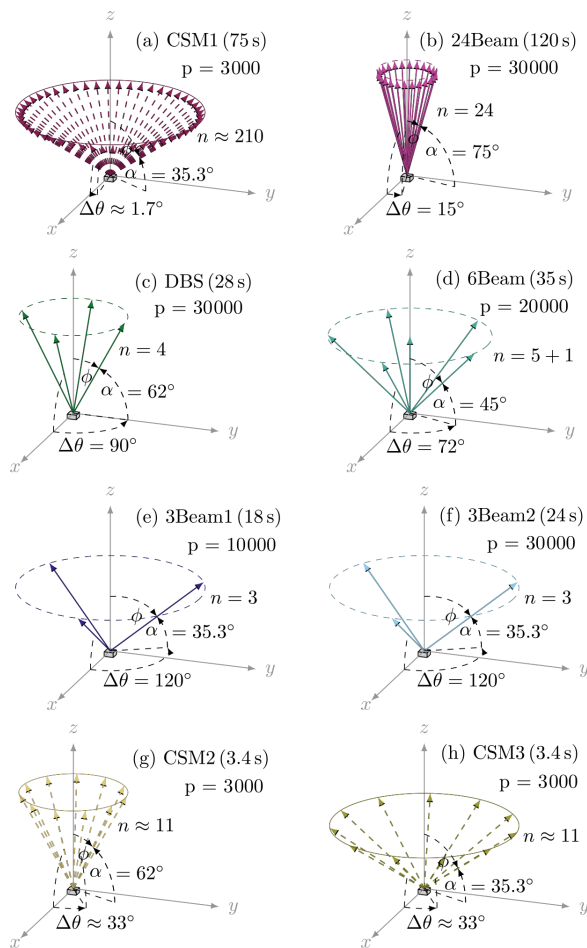 z
(a) CSM1 (75 s)
p = 3000
n ≈ 210
ϕ
α = 35.3°
Δθ ≈ 1.7°
x
y
z
(b) 24Beam (120 s)
p = 30000
n = 24
ϕ
α = 75°
Δθ = 15°
x
y
z
(c) DBS (28 s)
p = 30000
n = 4
ϕ
α = 62°
Δθ = 90°
x
y
z
(d) 6Beam (35 s)
p = 20000
n = 5 + 1
ϕ
α = 45°
Δθ = 72°
x
y
z
(e) 3Beam1 (18 s)
p = 10000
n = 3
ϕ
α = 35.3°
Δθ = 120°
x
y
z
(f) 3Beam2 (24 s)
p = 30000
n = 3
ϕ
α = 35.3°
Δθ = 120°
x
y
z
(g) CSM2 (3.4 s)
p = 3000
n ≈ 11
ϕ
α = 62°
Δθ ≈ 33°
x
y
z
(h) CSM3 (3.4 s)
p = 3000
n ≈ 11
ϕ
α = 35.3°
Δθ ≈ 33°
x
y